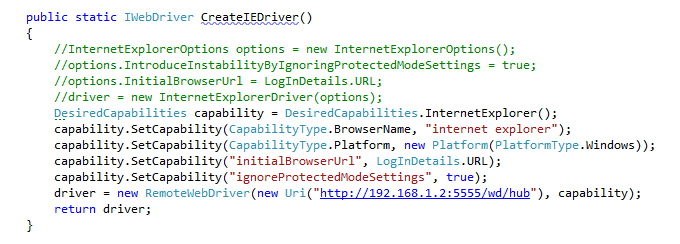 public static IWebDriver CreateIEDriver()
{
//InternetExplorerOptions options = new InternetExplorerOptions();
//options.IntroduceInstabilityByIgnoringProtectedModeSettings = true;
//options.InitialBrowserUrl = LogInDetails.URL;
//driver = new InternetExplorerDriver(options);
DesiredCapabilities capability = DesiredCapabilities.InternetExplorer();
capability.SetCapability(CapabilityType.BrowserName, "internet explorer");
capability.SetCapability(CapabilityType.Platform, new Platform(PlatformType.Windows));
capability.SetCapability("initialBrowserUrl", LogInDetails.URL);
capability.SetCapability("ignoreProtectedModeSettings", true);
driver = new RemoteWebDriver(new Uri("http://192.168.1.2:5555/wd/hub"), capability);
return driver;
}